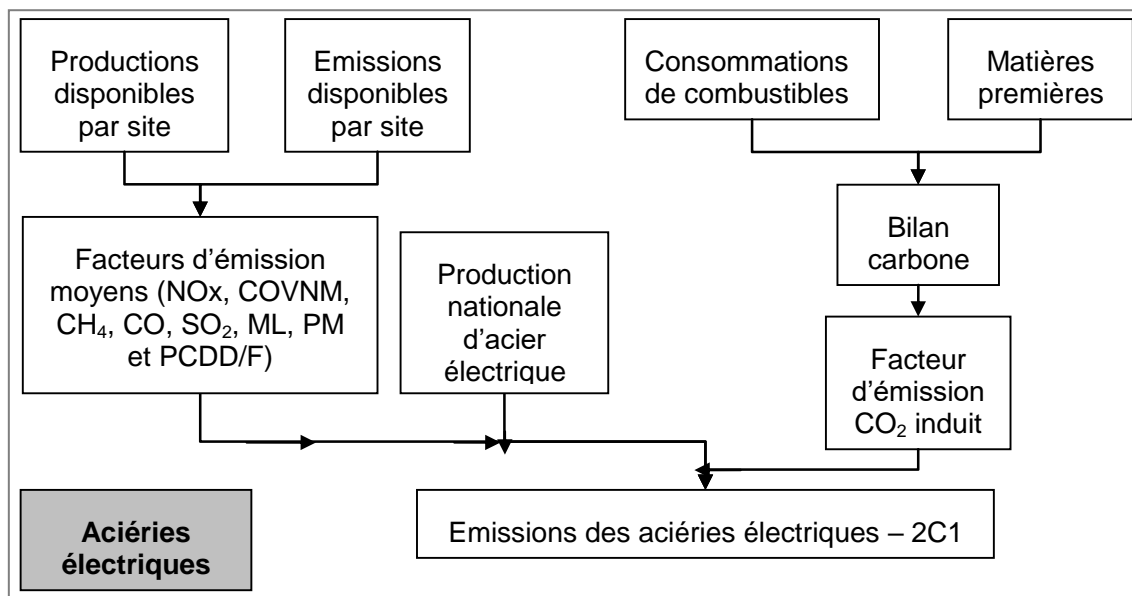 Productions
disponibles
par site
Emissions
disponibles
par site
Consommations
de combustibles
Matières
premières
Facteurs d’émission
moyens (NOx, COVNM,
CH₄, CO, SO₂, ML, PM
et PCDD/F)
Production
nationale
d’acier
électrique
Bilan
carbone
Facteur
d’émission
CO₂ induit
Aciéries
électriques
Emissions des aciéries électriques – 2C1